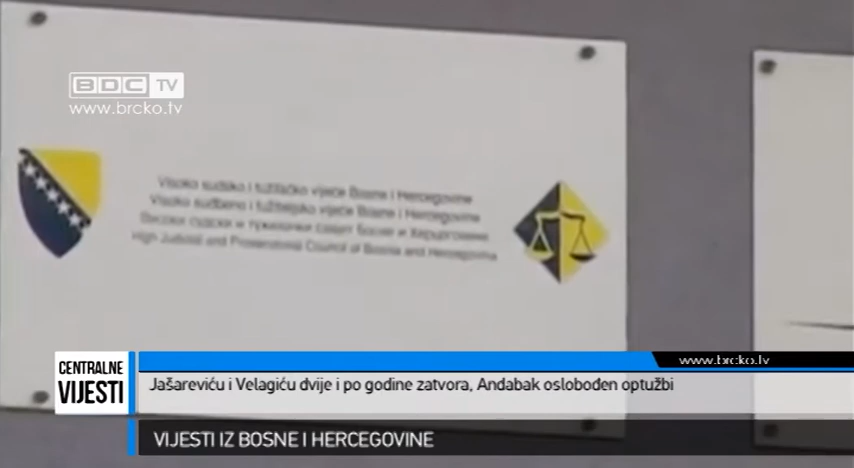 BDC TV
www.brcko.tv
Visoko sudsko i tužilačko vijeće Bosne i Hercegovine
Visoko sudbeno i tužiteljsko vijeće Bosne i Hercegovine
Високи судски и тужилачки савјет Босне и Херцеговине
High Judicial and Prosecutorial Council of Bosnia and Herzegovina
CENTRALNE
VIJESTI
www.brcko.tv
Jašareviću i Velagiću dvije i po godine zatvora, Andabak oslobođen optužbi
VIJESTI IZ BOSNE I HERCEGOVINE